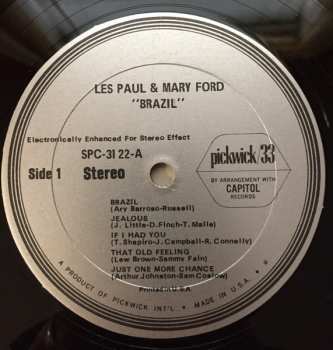 LES PAUL & MARY FORD
"BRAZIL"
Electronically Enhanced For Stereo Effect
SPC-3122-A
Side 1 Stereo
pickwick/33
BY ARRANGEMENT WITH
CAPITOL
RECORDS
BRAZIL
(Ary Barroso-Russell)
JEALOUS
(J. Little-D. Finch-T. Malie)
IF I HAD YOU
(T. Shapiro-J. Campbell-R. Connelly)
THAT OLD FEELING
(Lew Brown-Sammy Fain)
JUST ONE MORE CHANCE
(Arthur Johnston-Sam Coslow)
Printed in U.S.A.
A PRODUCT OF PICKWICK INT'L. • MADE IN U.S.A.